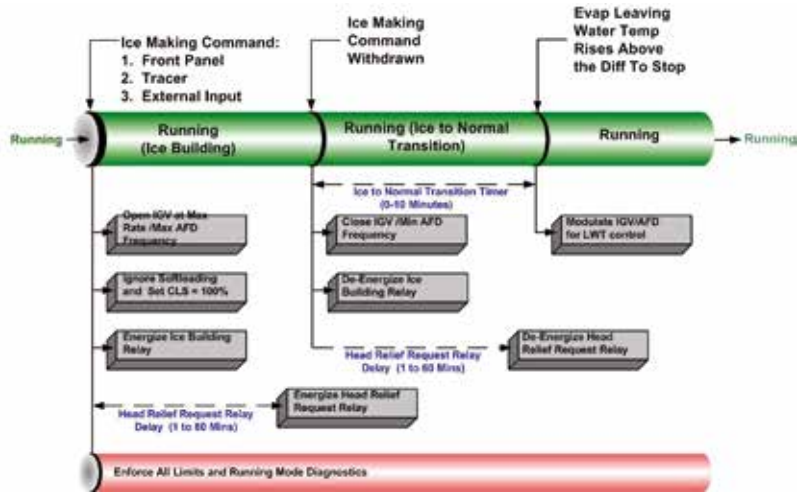 Ice Making Command:
1. Front Panel
2. Tracer
3. External Input
Ice Making
Command
Withdrawn
Evap Leaving
Water Temp
Rises Above
the Diff To Stop
Running
Running
(Ice Building)
Running (Ice to Normal
Transition)
Running
Running
Ice to Normal Transition Timer
(0-10 Minutes)
Open IGV at Max
Rate /Max AFD
Frequency
Close IGV /Min AFD
Frequency
Modulate IGV/AFD
for LWT control
Ignore Softloading
and Set CLS = 100%
De-Energize Ice
Building Relay
Energize Ice Building
Relay
Head Relief Request Relay
Delay (1 to 60 Mins)
De-Energize Head
Relief Request Relay
Head Relief Request Relay
Delay (1 to 60 Mins)
Energize Head Relief
Request Relay
Enforce All Limits and Running Mode Diagnostics